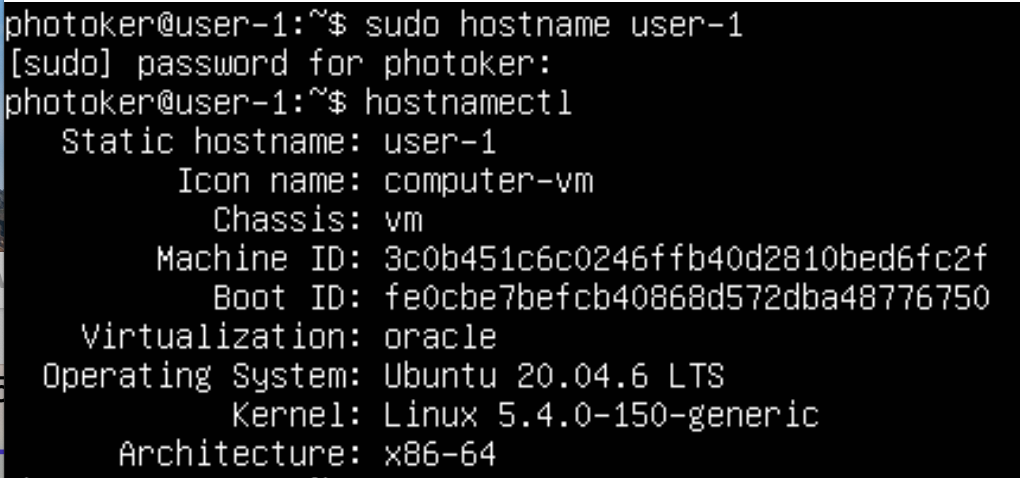 photoker@user-1:~$ sudo hostname user-1
[sudo] password for photoker:
photoker@user-1:~$ hostnamectl
Static hostname: user-1
Icon name: computer-vm
Chassis: vm
Machine ID: 3c0b451c6c0246ffb40d2810bed6fc2f
Boot ID: fe0cbe7befcb40868d572dba48776750
Virtualization: oracle
Operating System: Ubuntu 20.04.6 LTS
Kernel: Linux 5.4.0-150-generic
Architecture: x86-64